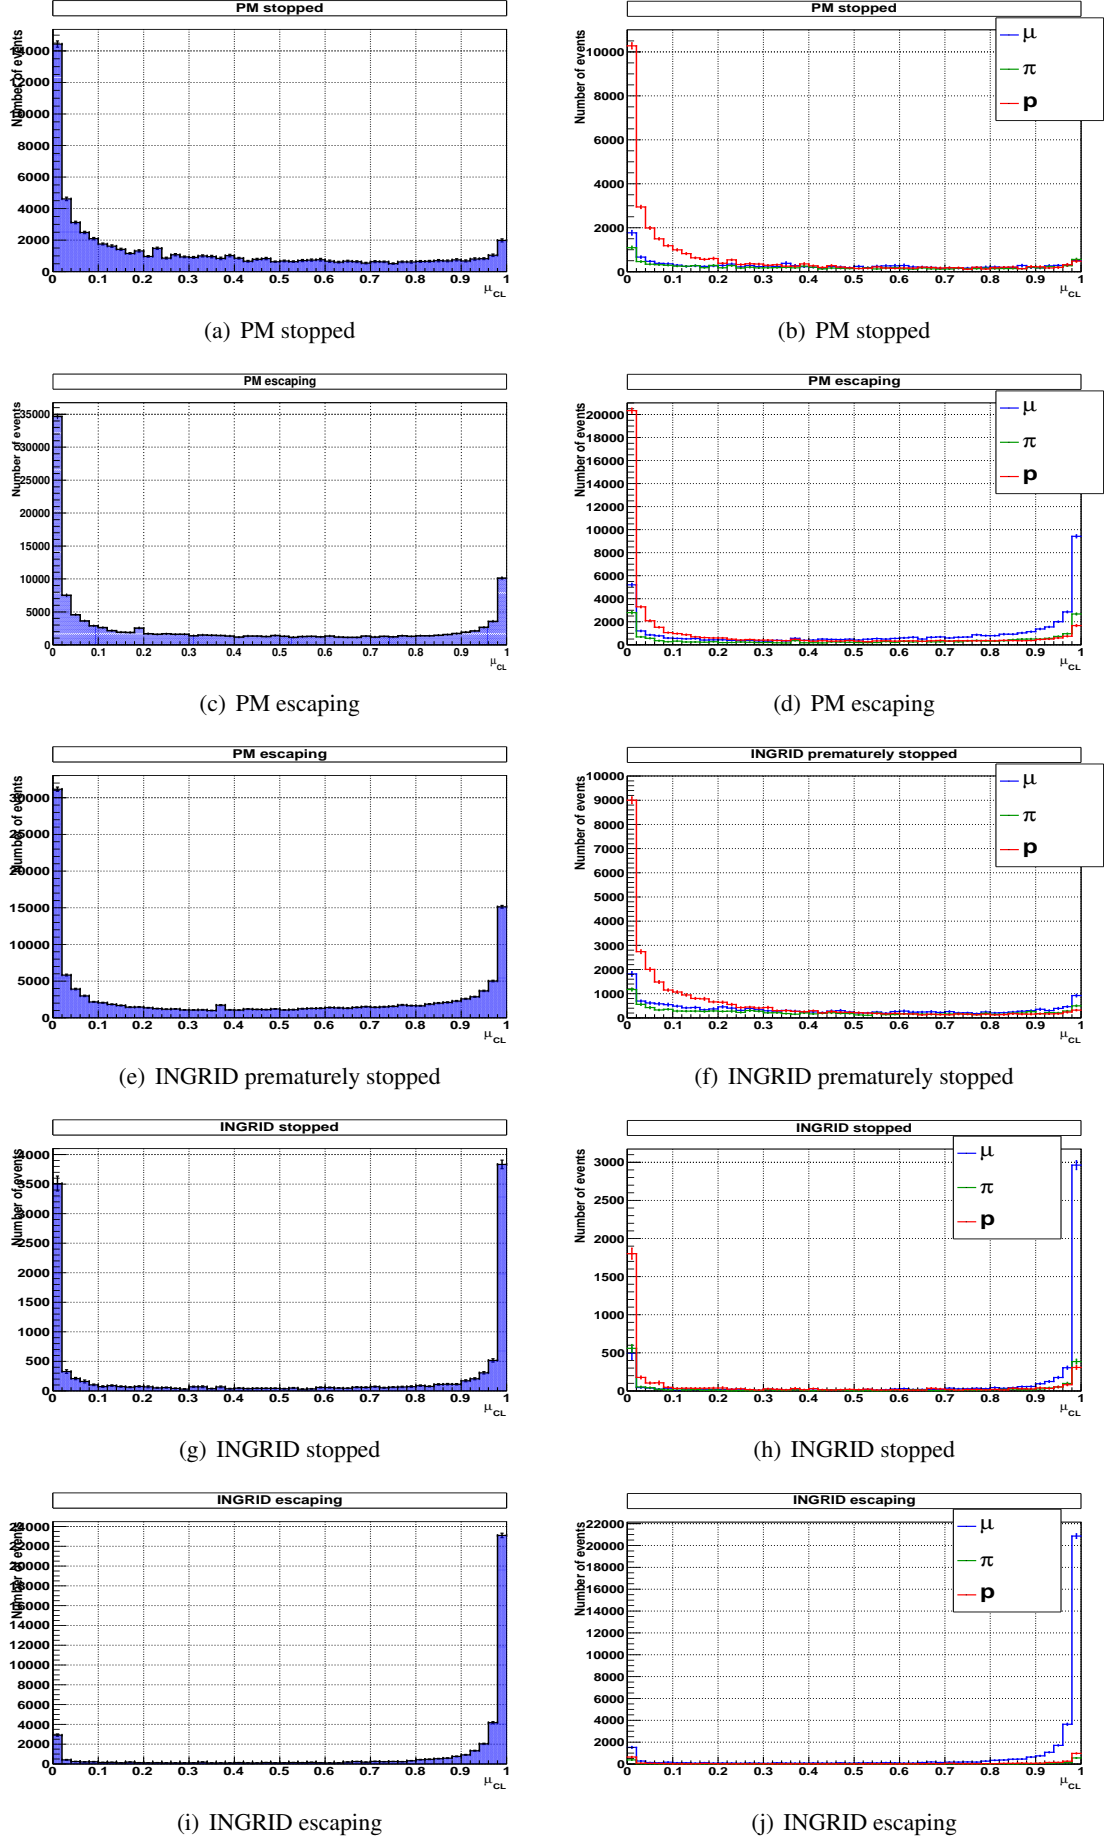 PM stopped
Number of events
14000
12000
10000
8000
6000
4000
2000
0
0 0.1 0.2 0.3 0.4 0.5 0.6 0.7 0.8 0.9 1
μCL
(a) PM stopped
PM stopped
Number of events
10000
8000
6000
4000
2000
0
0 0.1 0.2 0.3 0.4 0.5 0.6 0.7 0.8 0.9 1
μCL
μ
π
p
(b) PM stopped
PM escaping
Number of events
35000
30000
25000
20000
15000
10000
5000
0
0 0.1 0.2 0.3 0.4 0.5 0.6 0.7 0.8 0.9 1
μCL
(c) PM escaping
PM escaping
Number of events
20000
18000
16000
14000
12000
10000
8000
6000
4000
2000
0
0 0.1 0.2 0.3 0.4 0.5 0.6 0.7 0.8 0.9 1
μCL
μ
π
p
(d) PM escaping
PM escaping
Number of events
30000
25000
20000
15000
10000
5000
0
0 0.1 0.2 0.3 0.4 0.5 0.6 0.7 0.8 0.9 1
μCL
(e) INGRID prematurely stopped
INGRID prematurely stopped
Number of events
10000
9000
8000
7000
6000
5000
4000
3000
2000
1000
0
0 0.1 0.2 0.3 0.4 0.5 0.6 0.7 0.8 0.9 1
μCL
μ
π
p
(f) INGRID prematurely stopped
INGRID stopped
Number of events
4000
3500
3000
2500
2000
1500
1000
500
0
0 0.1 0.2 0.3 0.4 0.5 0.6 0.7 0.8 0.9 1
μCL
(g) INGRID stopped
INGRID stopped
Number of events
3000
2500
2000
1500
1000
500
0
0 0.1 0.2 0.3 0.4 0.5 0.6 0.7 0.8 0.9 1
μCL
μ
π
p
(h) INGRID stopped
INGRID escaping
Number of events
24000
22000
20000
18000
16000
14000
12000
10000
8000
6000
4000
2000
0
0 0.1 0.2 0.3 0.4 0.5 0.6 0.7 0.8 0.9 1
μCL
(i) INGRID escaping
INGRID escaping
Number of events
22000
20000
18000
16000
14000
12000
10000
8000
6000
4000
2000
0
0 0.1 0.2 0.3 0.4 0.5 0.6 0.7 0.8 0.9 1
μCL
μ
π
p
(j) INGRID escaping